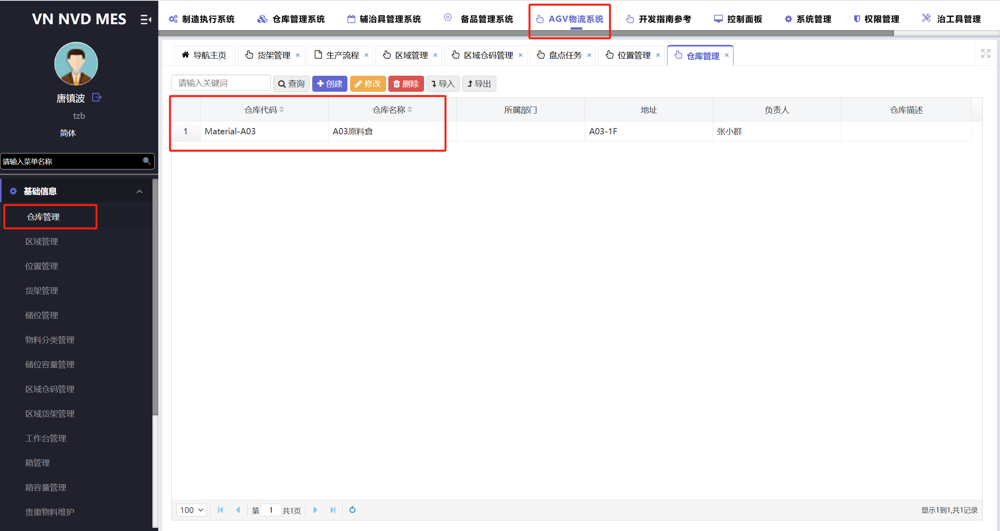 VN NVD MES
制造执行系统 仓库管理系统 辅治具管理系统 备品管理系统 AGV物流系统 开发指南参考 控制面板 系统管理 权限管理 治工具管理
唐镇波
tzb
简体
请输入菜单名称
基础信息
仓库管理
区域管理
位置管理
货架管理
储位管理
物料分类管理
储位容量管理
区域仓码管理
区域货架管理
工作台管理
箱管理
箱容量管理
贵重物料维护
导航主页 货架管理 生产流程 区域管理 区域仓码管理 盘点任务 位置管理 仓库管理
请输入关键词 查询 创建 修改 删除 导入 导出
仓库代码 仓库名称 所属部门 地址 负责人 仓库描述
1 Material-A03 A03原料倉 A03-1F 张小群
100 第 1 共1页 显示1到1,共1记录